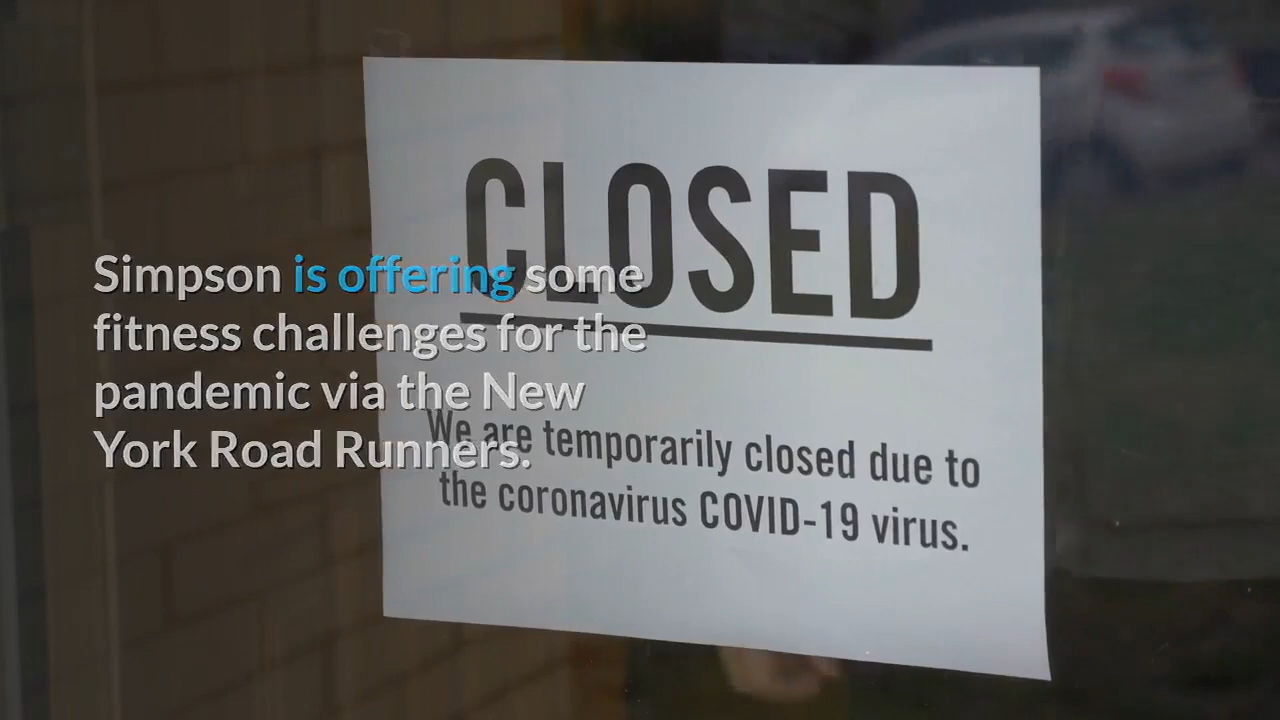 CLOSED
Simpson is offering some
fitness challenges for the
pandemic via the New
York Road Runners.
We are temporarily closed due to
the coronavirus COVID-19 virus.